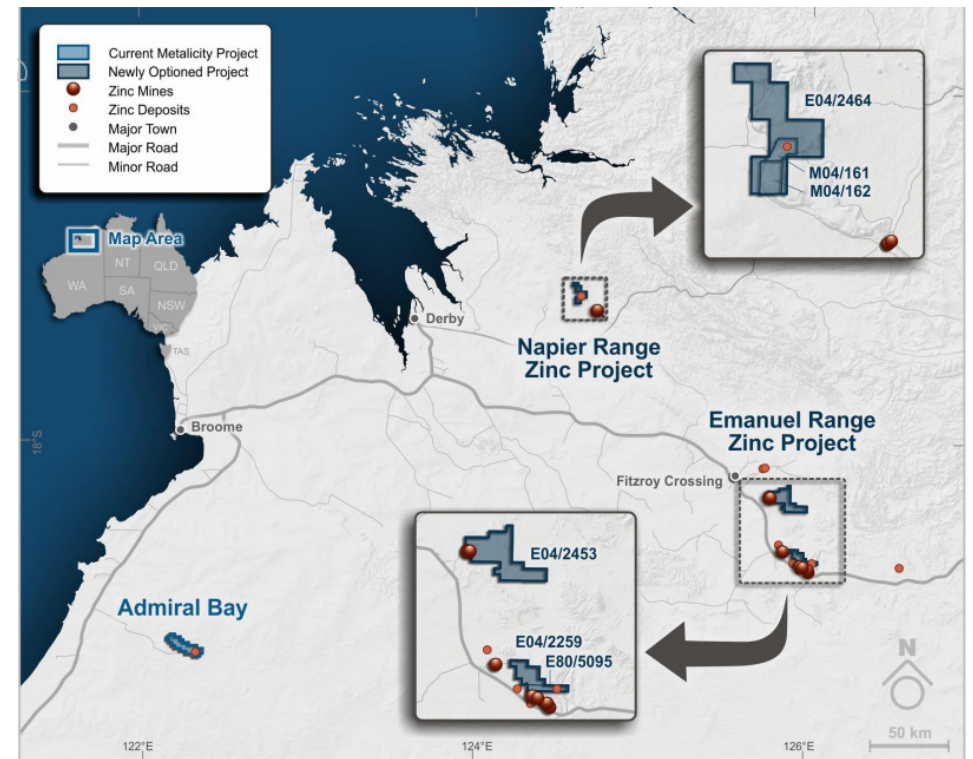 Current Metalicity Project
Newly Optioned Project
Zinc Mines
Zinc Deposits
Major Town
Major Road
Minor Road
E04/2464
M04/161
M04/162
Map Area
WA
NT
QLD
SA
NSW
VIC
TAS
Derby
Napier Range
Zinc Project
Broome
18°S
Emanuel Range
Zinc Project
Fitzroy Crossing
E04/2453
E04/2259
E80/5095
Admiral Bay
N
50 km
122°E
124°E
126°E